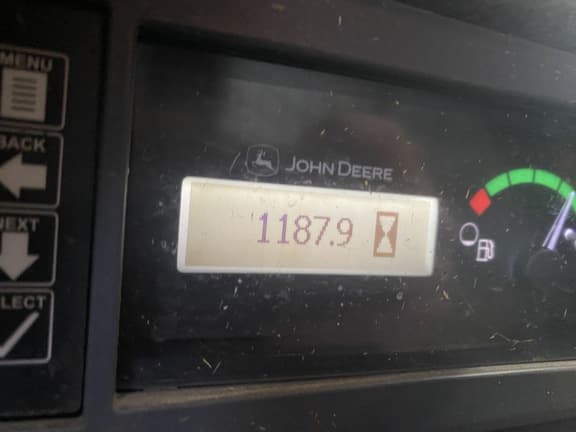 MENU
BACK
NEXT
SELECT
JOHN DEERE
1187.9